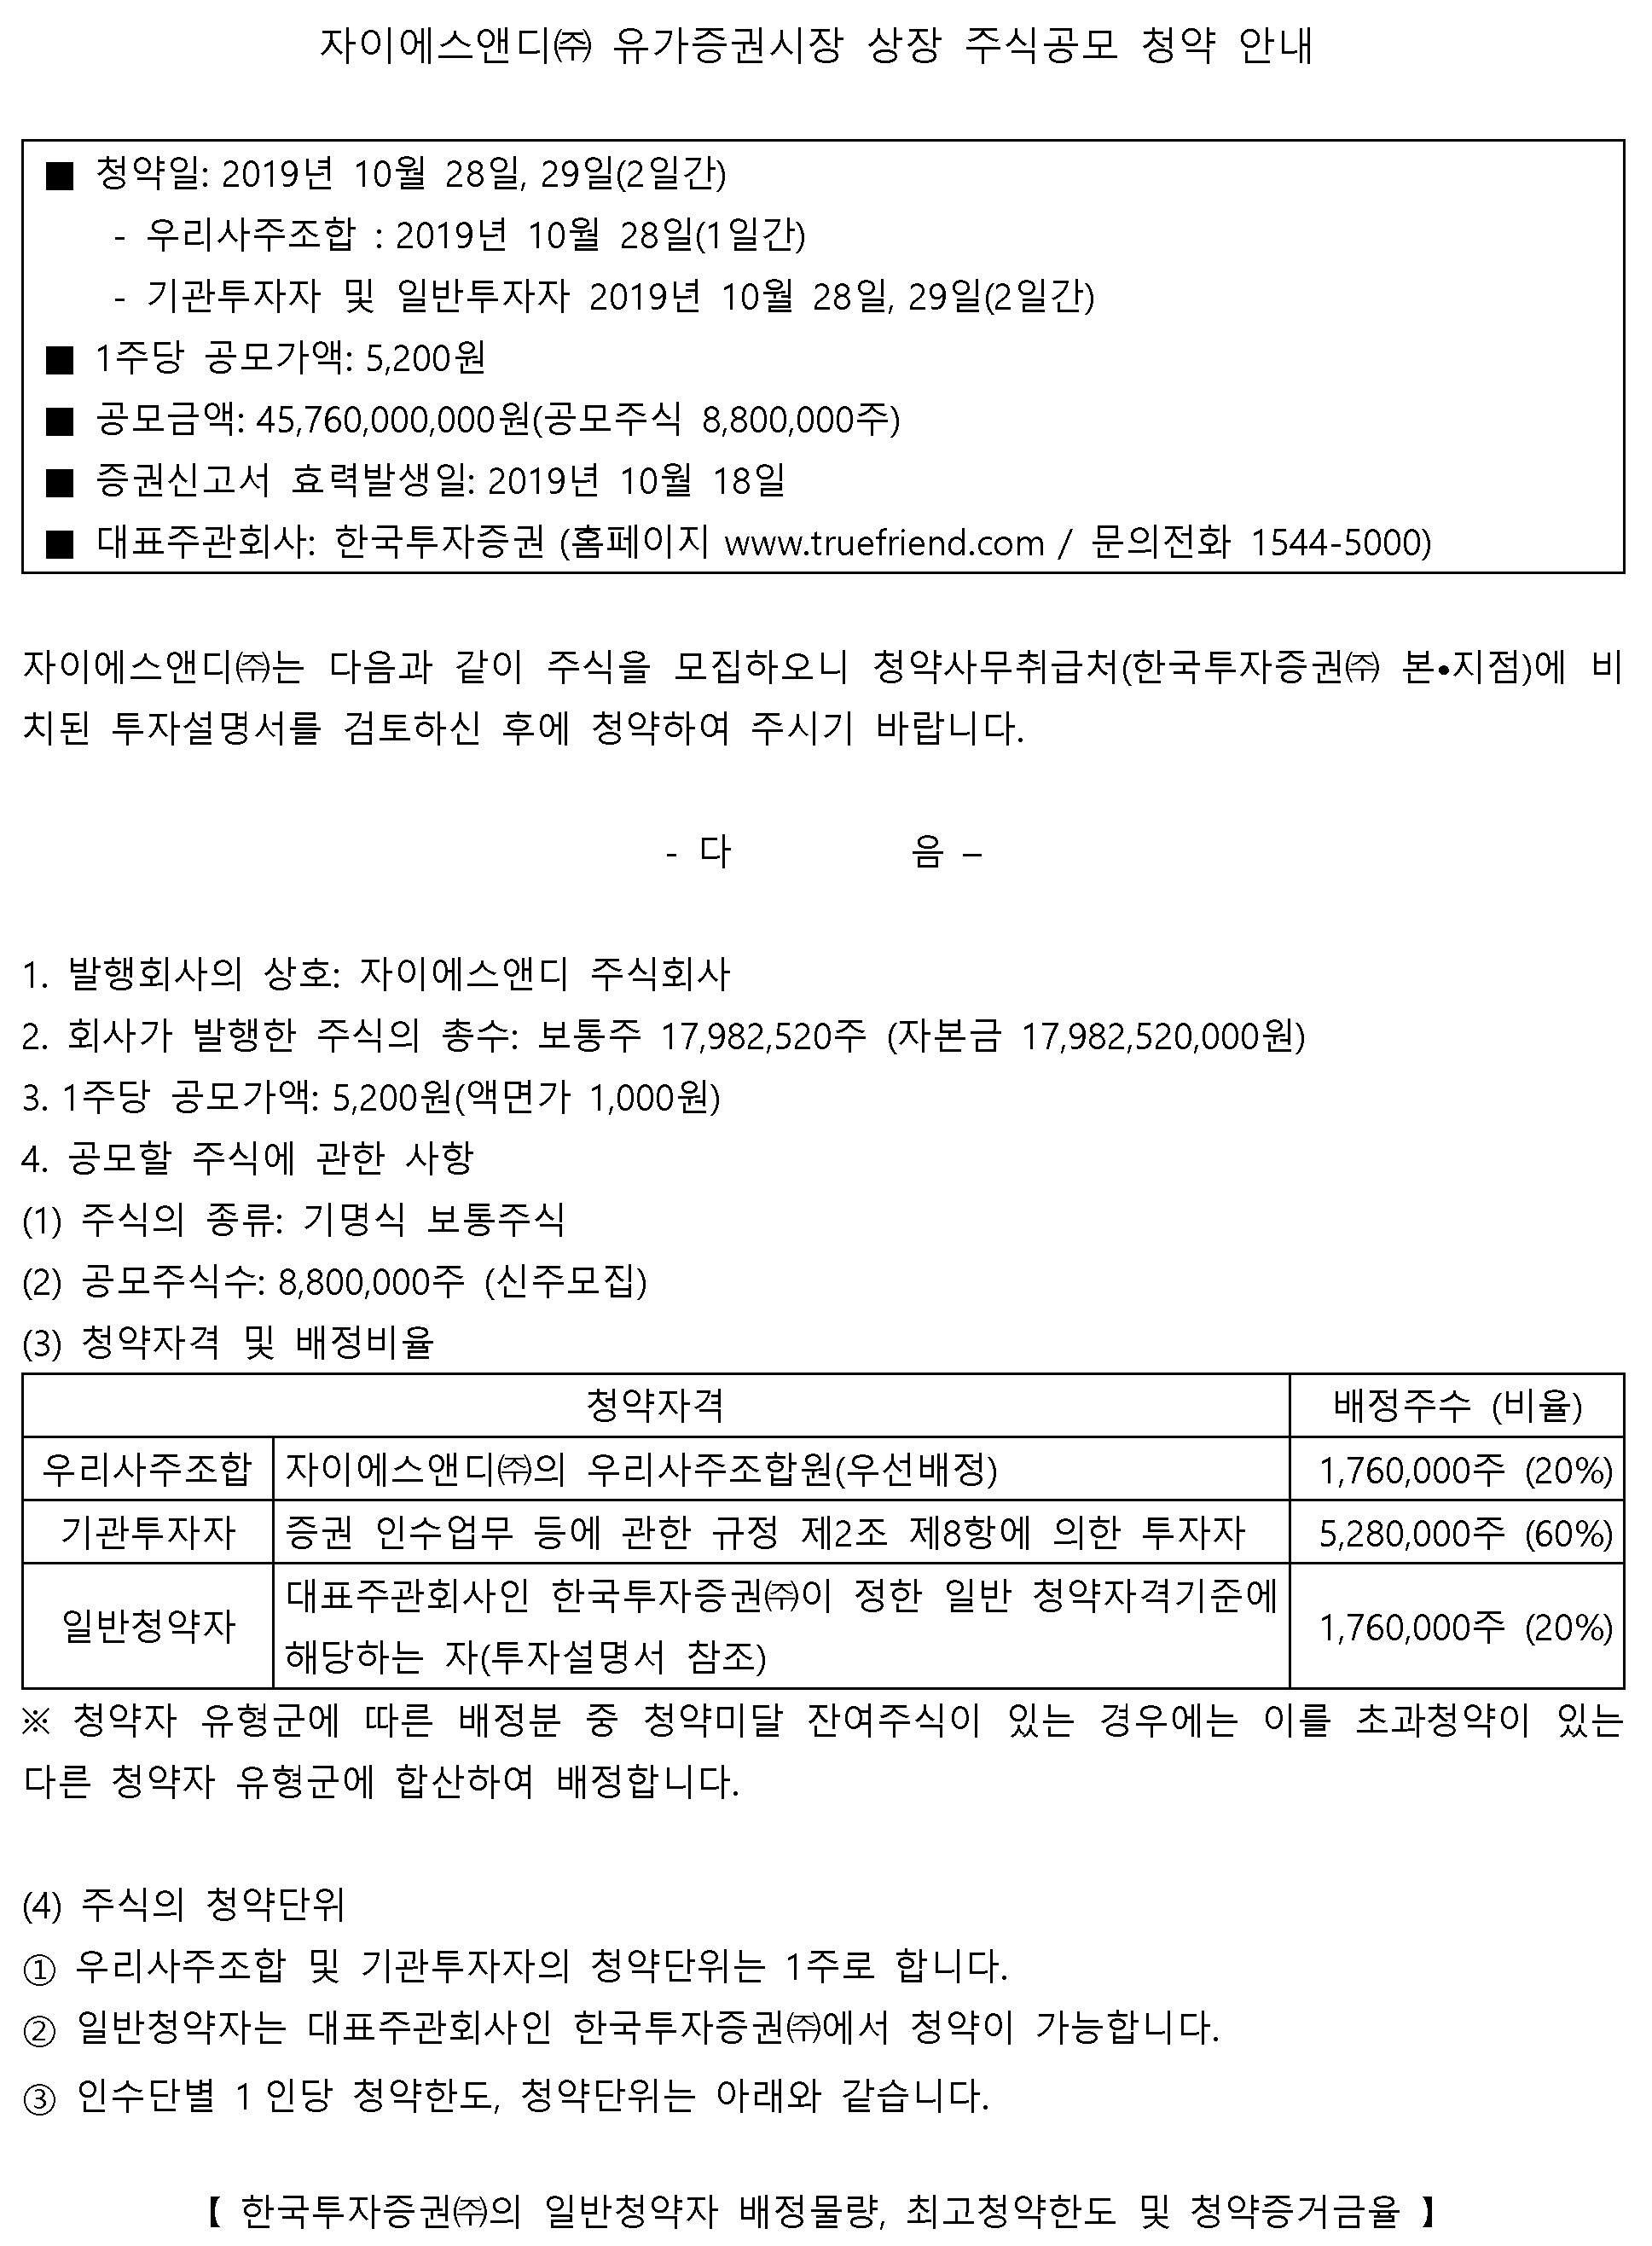 자이에스앤디㈜ 유가증권시장 상장 주식공모 청약 안내
■ 청약일: 2019년 10월 28일, 29일(2일간)
- 우리사주조합 : 2019년 10월 28일(1일간)
- 기관투자자 및 일반투자자 2019년 10월 28일, 29일(2일간)
■ 1주당 공모가액: 5,200원
■ 공모금액: 45,760,000,000원(공모주식 8,800,000주)
■ 증권신고서 효력발생일: 2019년 10월 18일
■ 대표주관회사: 한국투자증권 (홈페이지 www.truefriend.com / 문의전화 1544-5000)
자이에스앤디㈜는 다음과 같이 주식을 모집하오니 청약사무취급처(한국투자증권㈜ 본•지점)에 비
치된 투자설명서를 검토하신 후에 청약하여 주시기 바랍니다.
- 다 음 –
1. 발행회사의 상호: 자이에스앤디 주식회사
2. 회사가 발행한 주식의 총수: 보통주 17,982,520주 (자본금 17,982,520,000원)
3. 1주당 공모가액: 5,200원(액면가 1,000원)
4. 공모할 주식에 관한 사항
(1) 주식의 종류: 기명식 보통주식
(2) 공모주식수: 8,800,000주 (신주모집)
(3) 청약자격 및 배정비율
청약자격 배정주수 (비율)
우리사주조합 자이에스앤디㈜의 우리사주조합원(우선배정) 1,760,000주 (20%)
기관투자자 증권 인수업무 등에 관한 규정 제2조 제8항에 의한 투자자 5,280,000주 (60%)
일반청약자 대표주관회사인 한국투자증권㈜이 정한 일반 청약자격기준에
해당하는 자(투자설명서 참조) 1,760,000주 (20%)
※ 청약자 유형군에 따른 배정분 중 청약미달 잔여주식이 있는 경우에는 이를 초과청약이 있는
다른 청약자 유형군에 합산하여 배정합니다.
(4) 주식의 청약단위
① 우리사주조합 및 기관투자자의 청약단위는 1주로 합니다.
② 일반청약자는 대표주관회사인 한국투자증권㈜에서 청약이 가능합니다.
③ 인수단별 1인당 청약한도, 청약단위는 아래와 같습니다.
【 한국투자증권㈜의 일반청약자 배정물량, 최고청약한도 및 청약증거금율 】